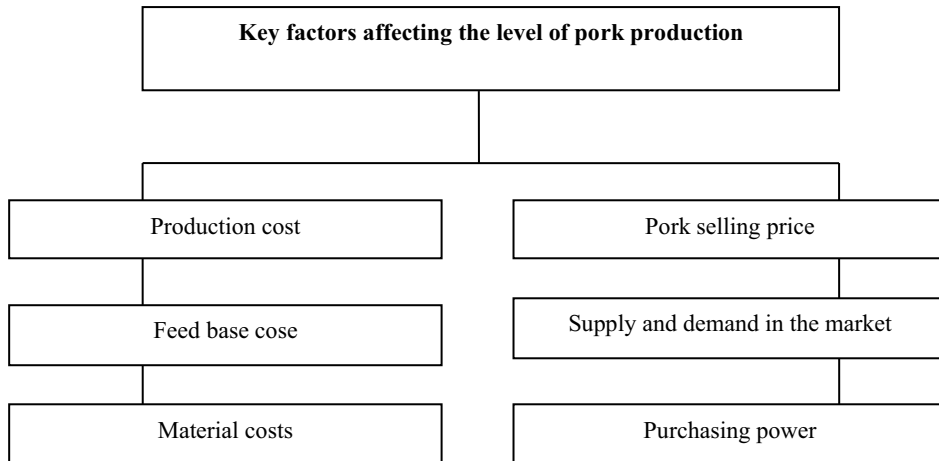 Key factors affecting the level of pork production
Production cost
Pork selling price
Feed base cose
Supply and demand in the market
Material costs
Purchasing power